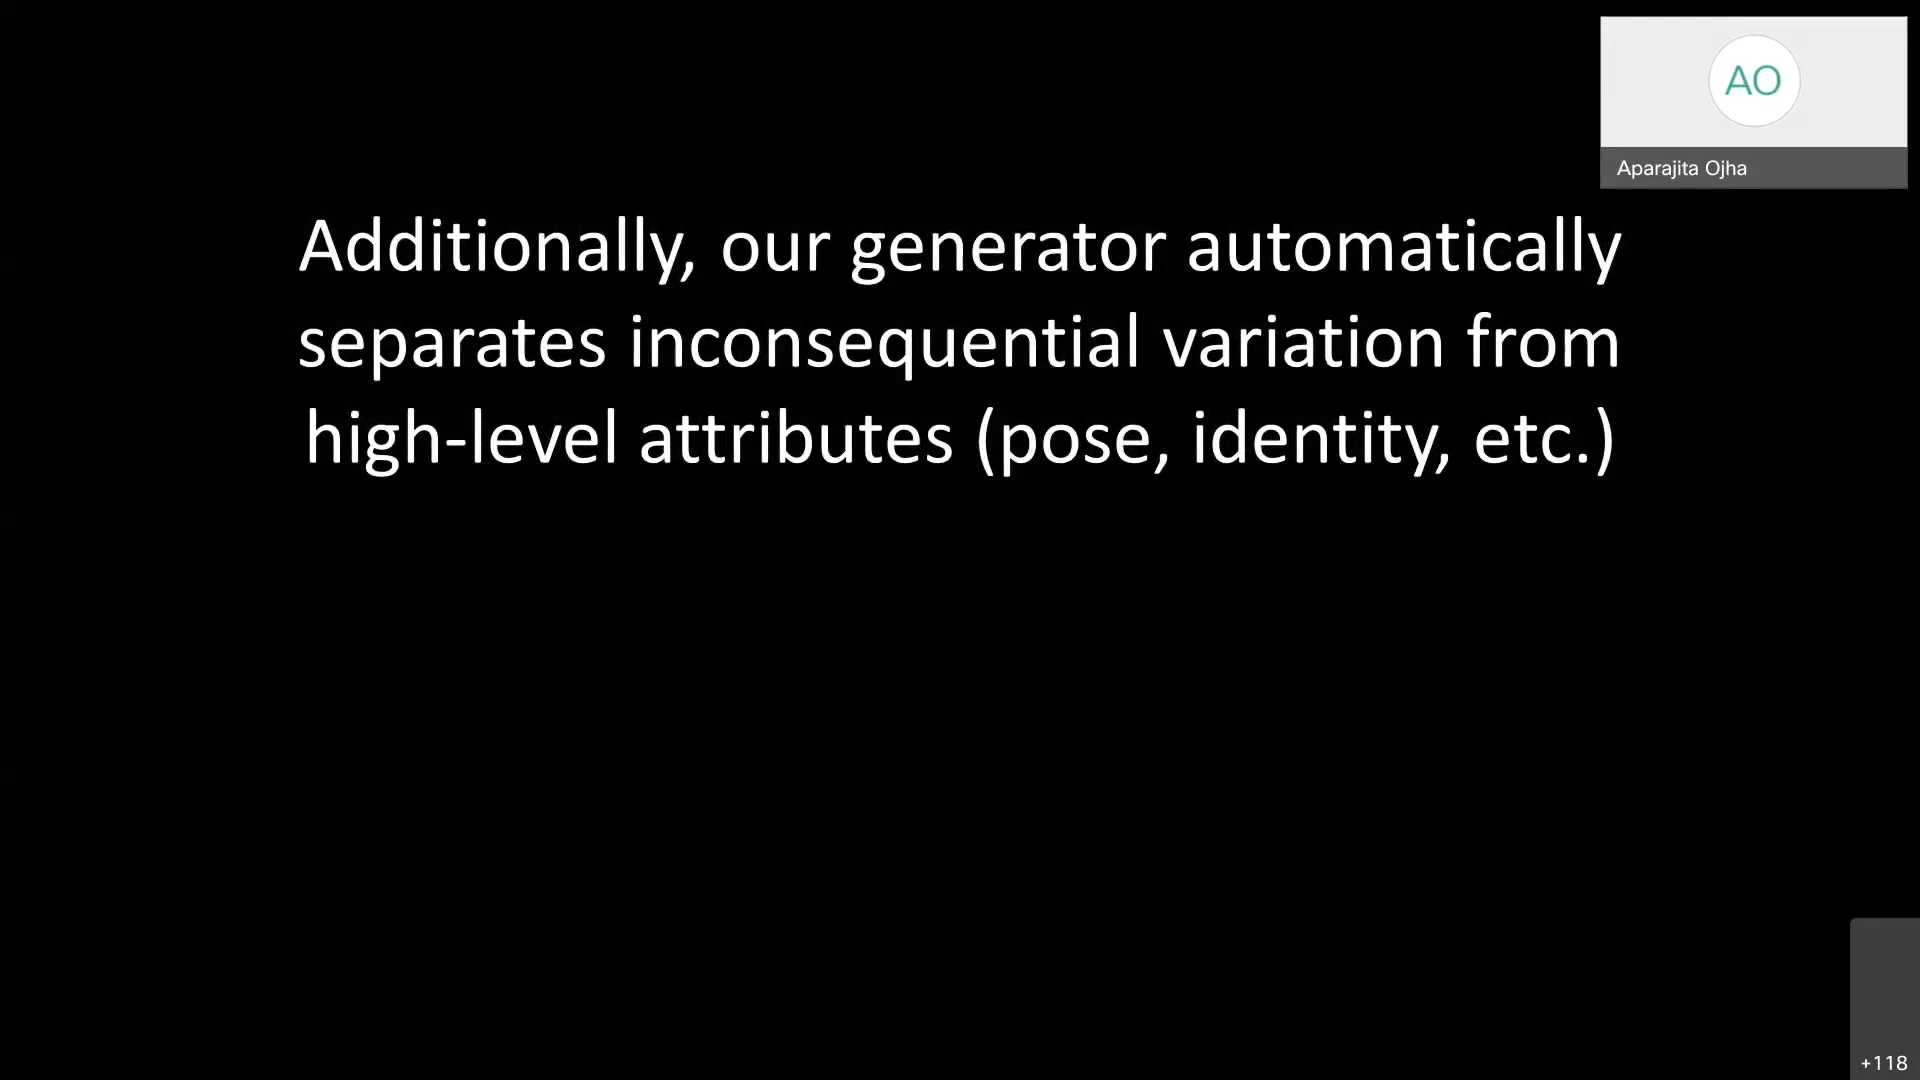 AO
Aparajita Ojha
Additionally, our generator automatically
separates inconsequential variation from
high-level attributes (pose, identity, etc.)
+118